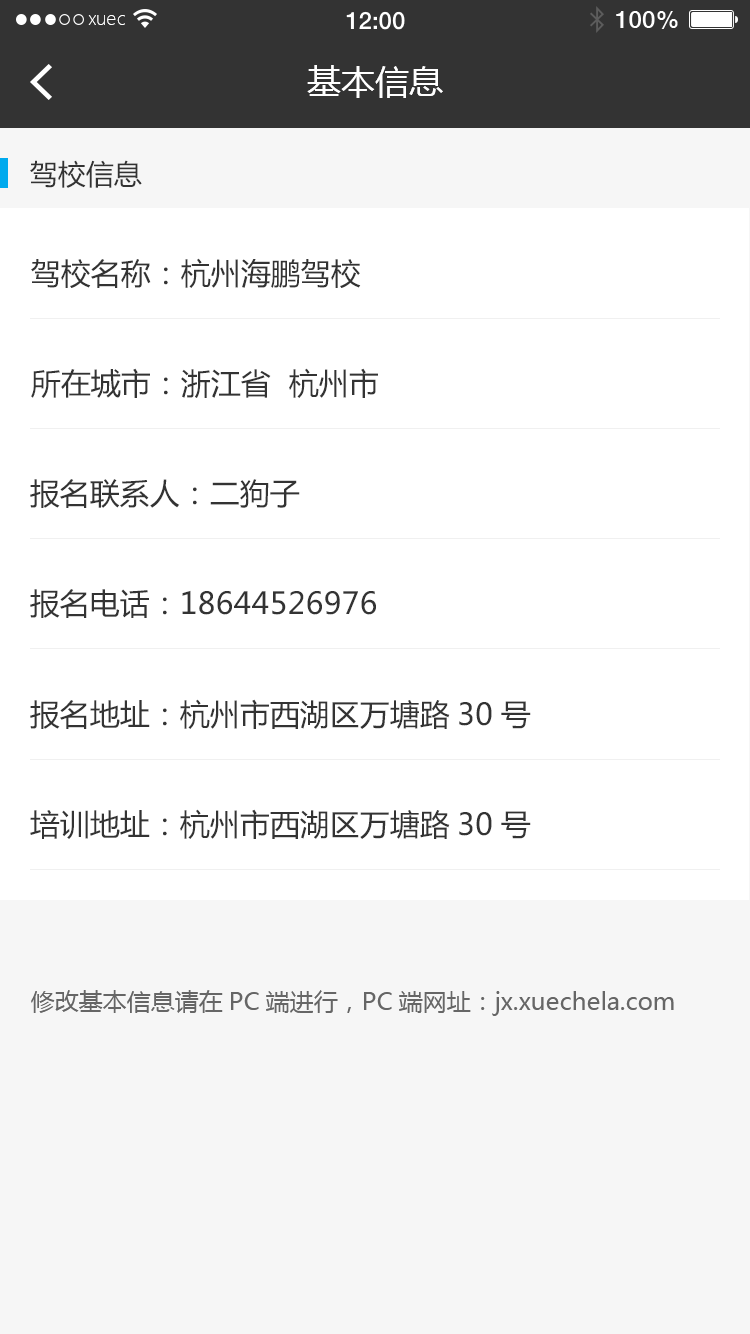 xuec 12:00 100%
基本信息
驾校信息
驾校名称：杭州海鹏驾校
所在城市：浙江省 杭州市
报名联系人：二狗子
报名电话：18644526976
报名地址：杭州市西湖区万塘路 30 号
培训地址：杭州市西湖区万塘路 30 号
修改基本信息请在 PC 端进行，PC 端网址：jx.xuechela.com